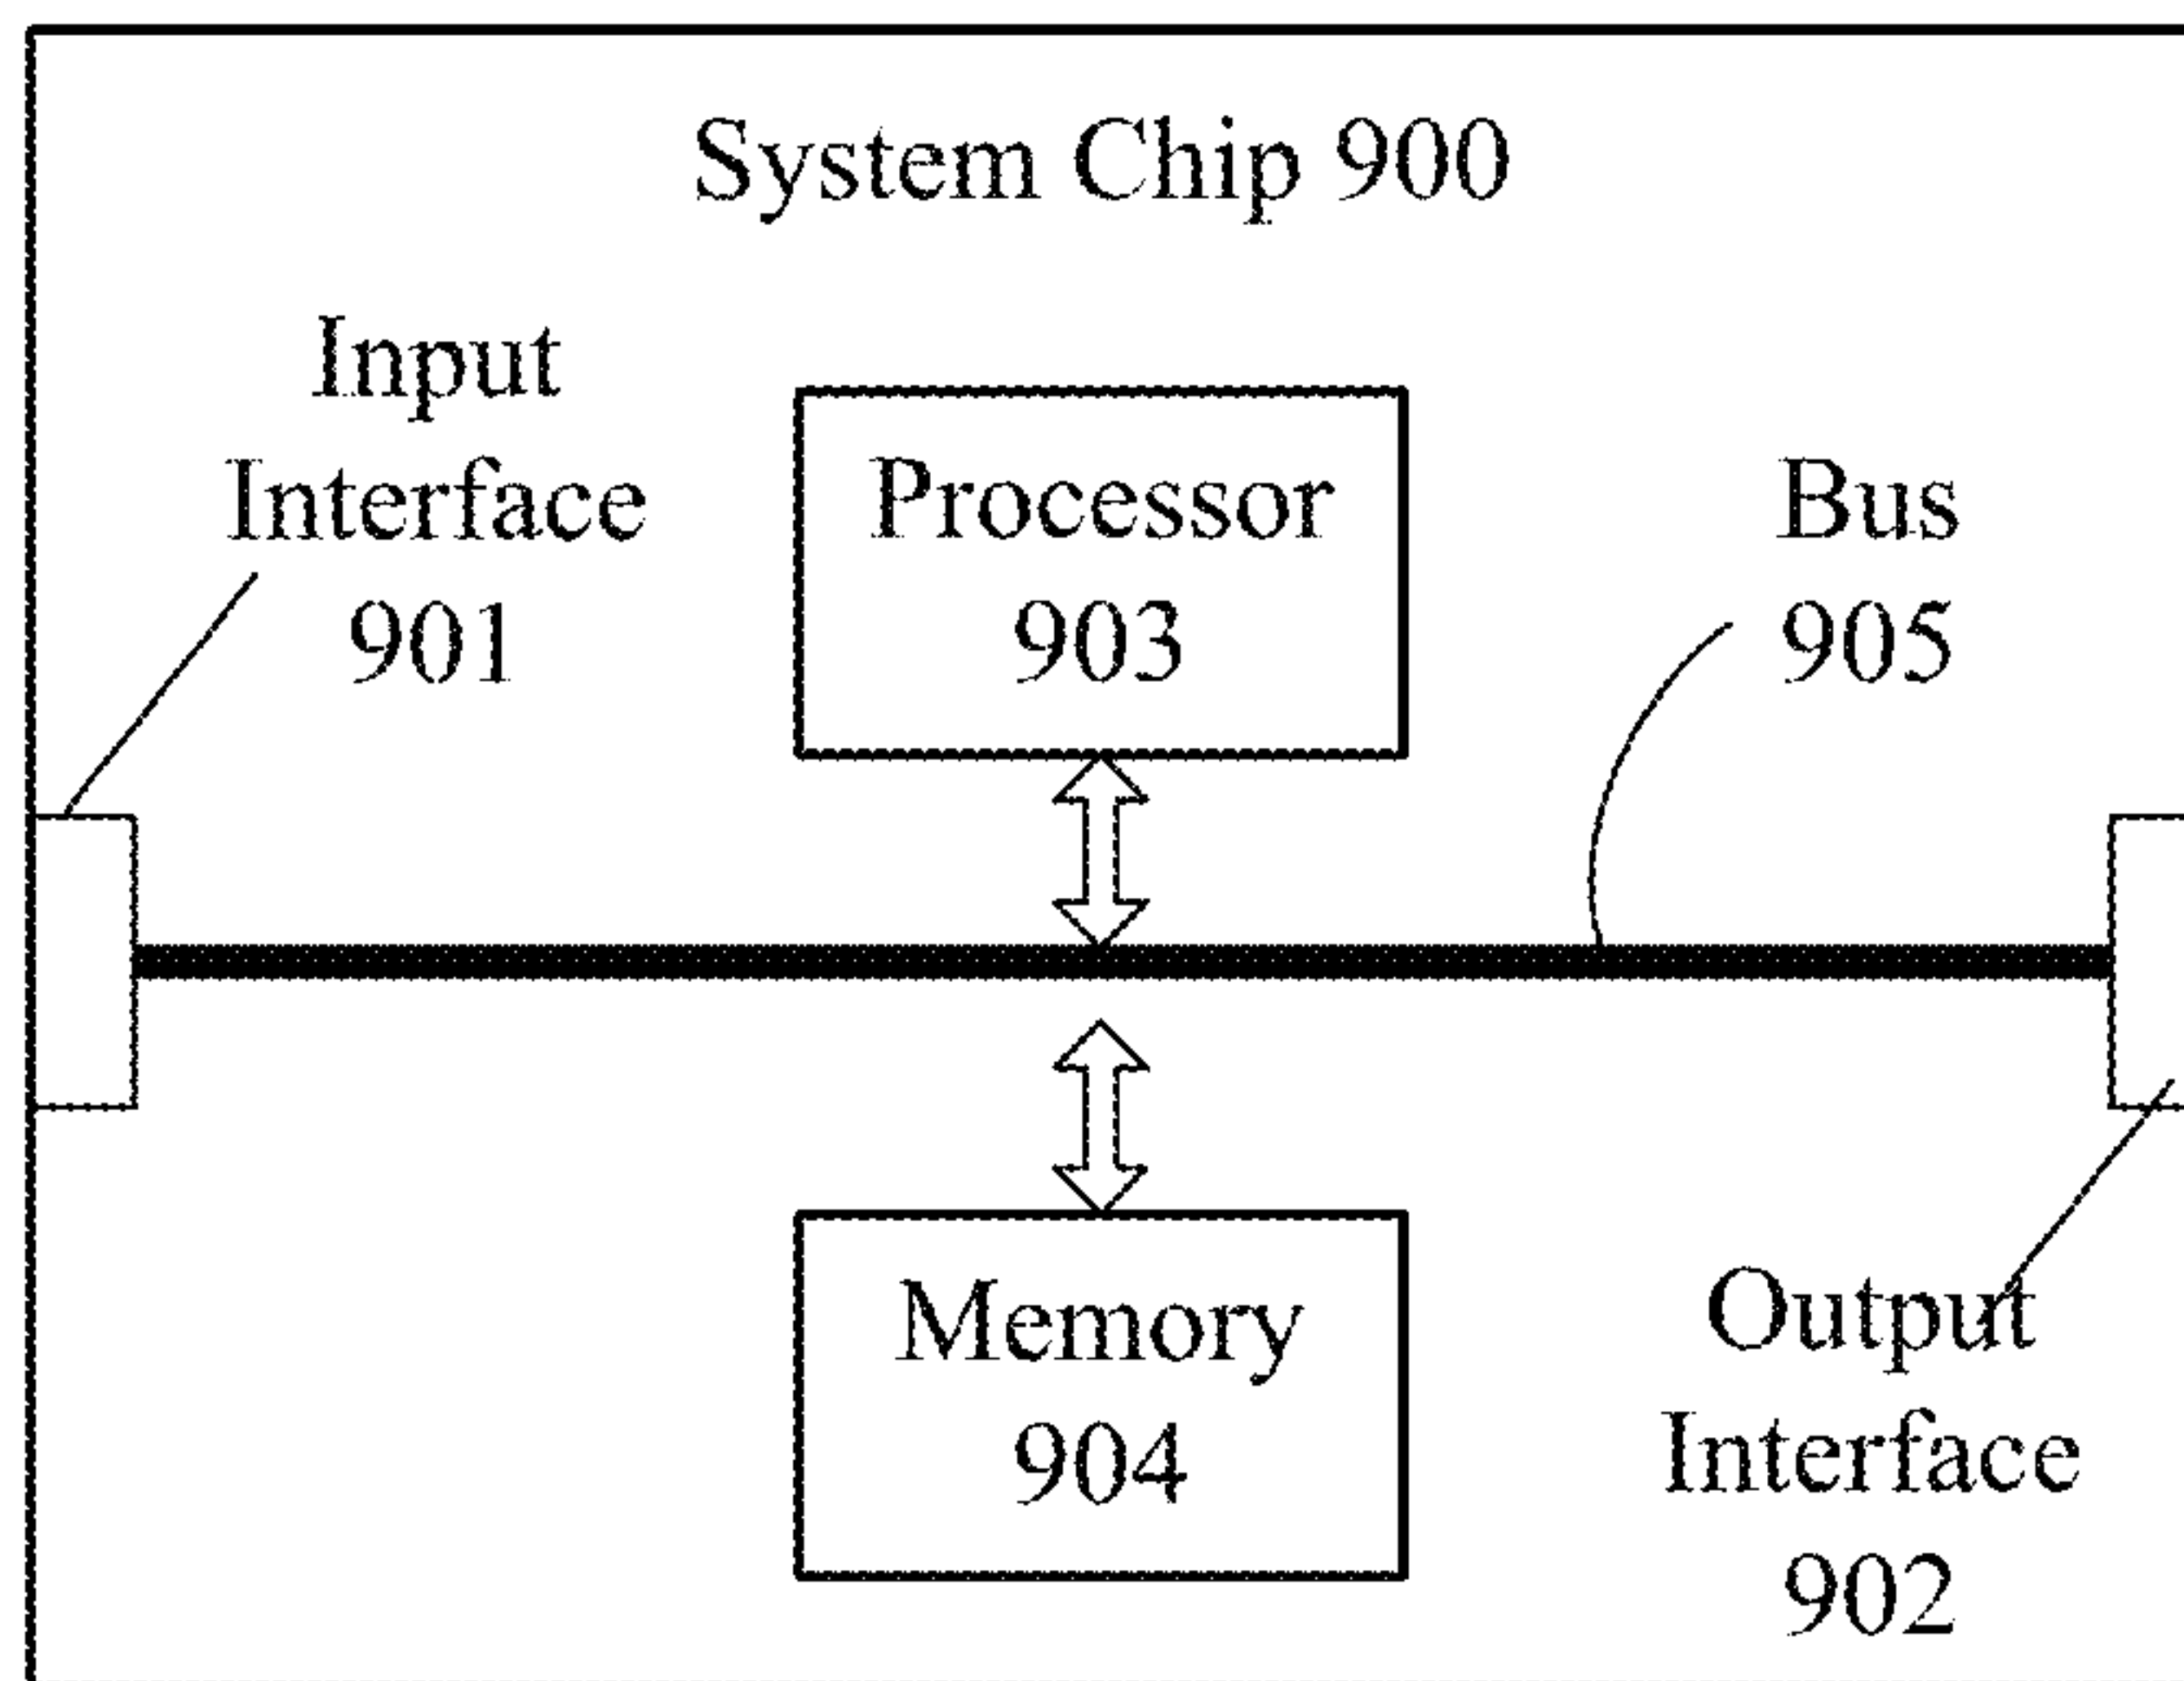 System Chip 900
Input
Interface
901
Processor
903
Bus
905
Memory
904
Output
Interface
902